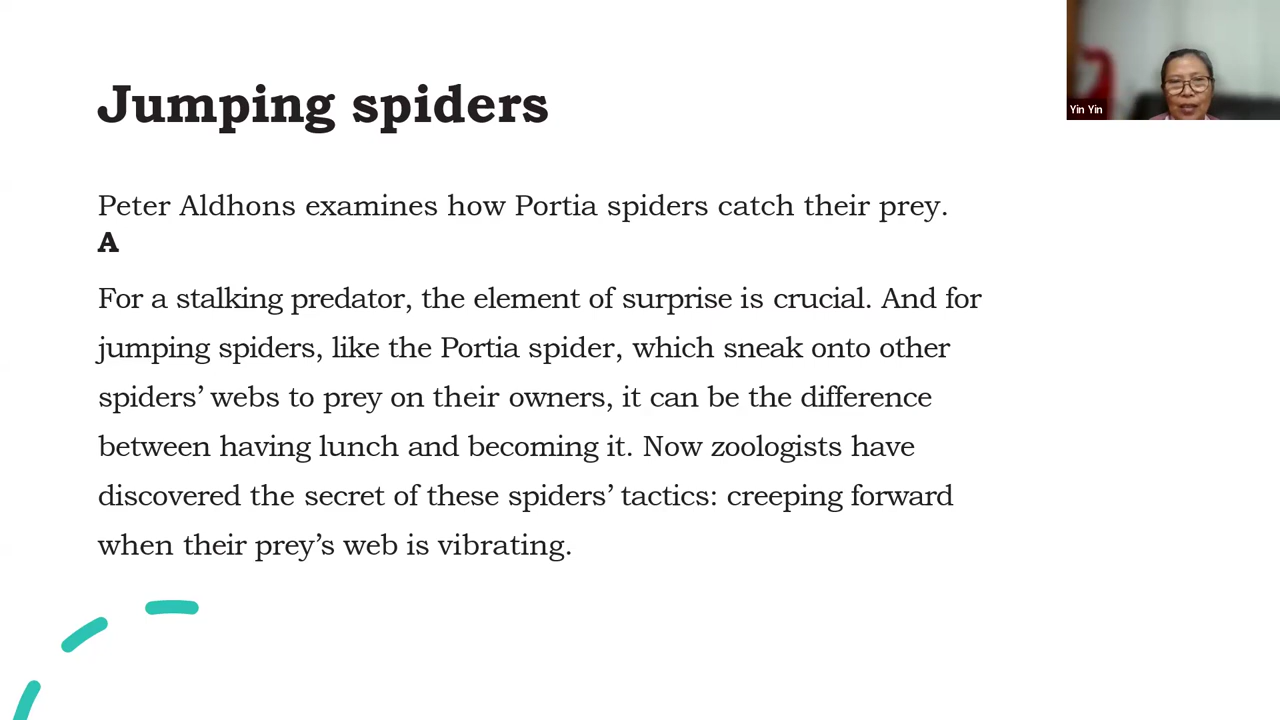 Jumping spiders
Yin Yin
Peter Aldhons examines how Portia spiders catch their prey.
A
For a stalking predator, the element of surprise is crucial. And for
jumping spiders, like the Portia spider, which sneak onto other
spiders’ webs to prey on their owners, it can be the difference
between having lunch and becoming it. Now zoologists have
discovered the secret of these spiders’ tactics: creeping forward
when their prey’s web is vibrating.